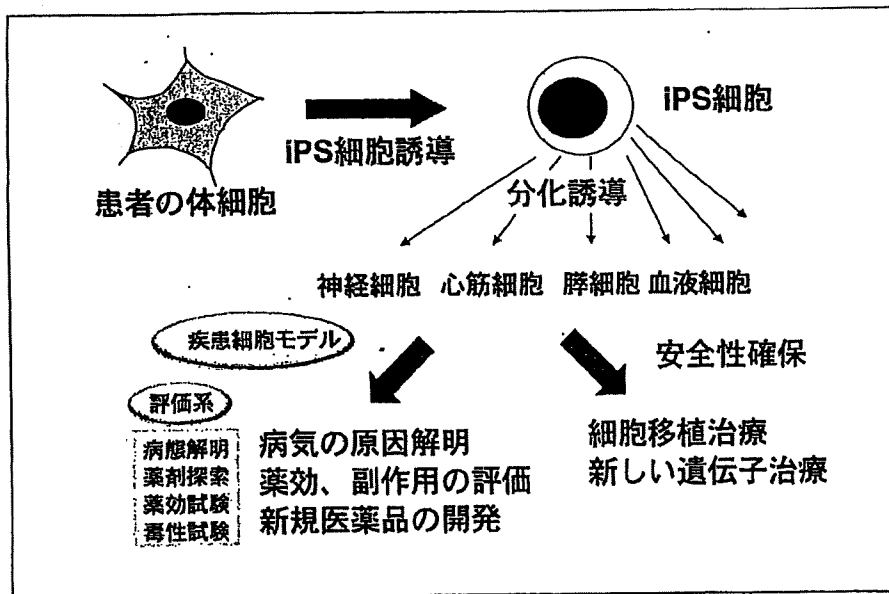 iPS細胞
iPS細胞誘導
患者の体細胞
分化誘導
神経細胞 心筋細胞 膵細胞 血液細胞
疾患細胞モデル
安全性確保
評価系
病態解明
薬剤探索
薬効試験
毒性試験
病気の原因解明
薬効、副作用の評価
新規医薬品の開発
細胞移植治療
新しい遺伝子治療